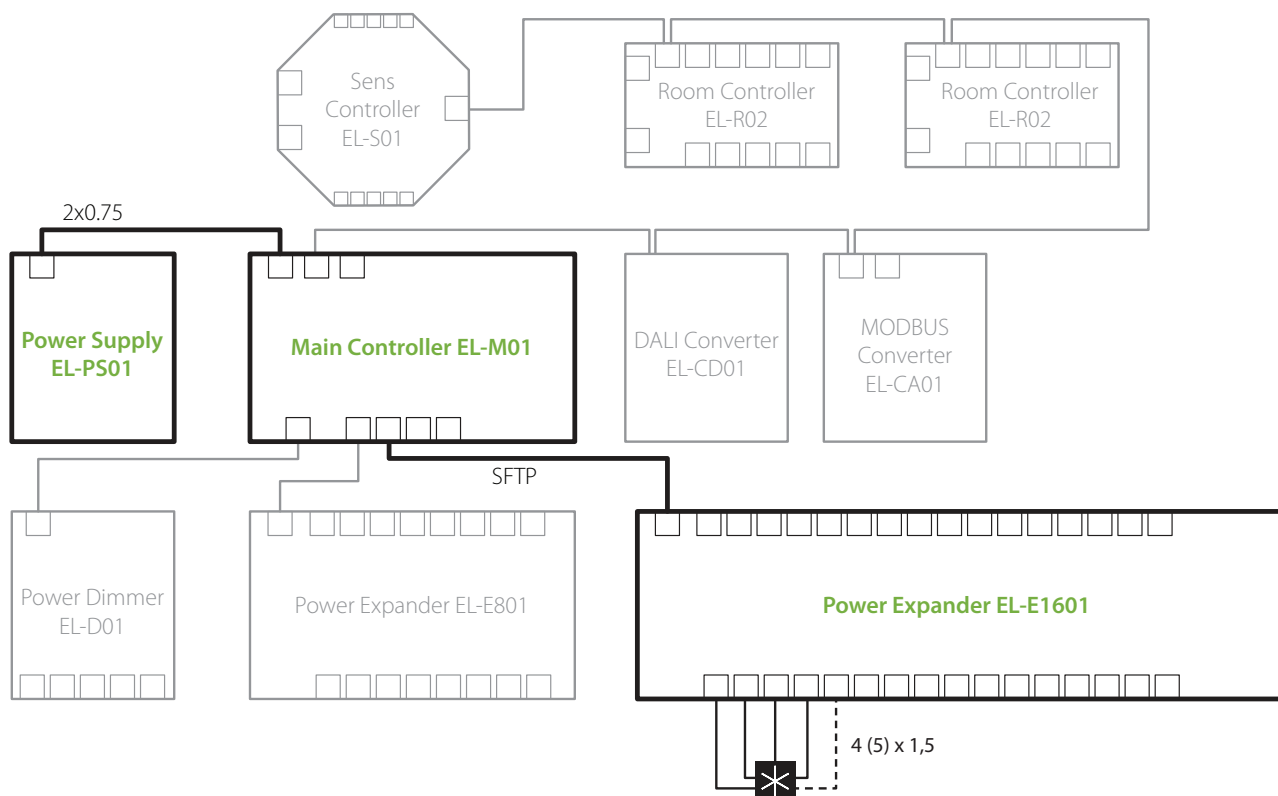 Sens
Controller
EL-S01
Room Controller
EL-R02
Room Controller
EL-R02
2x0.75
Power Supply
EL-PS01
Main Controller EL-M01
DALI Converter
EL-CD01
MODBUS
Converter
EL-CA01
SFTP
Power Dimmer
EL-D01
Power Expander EL-E801
Power Expander EL-E1601
4 (5) x 1,5